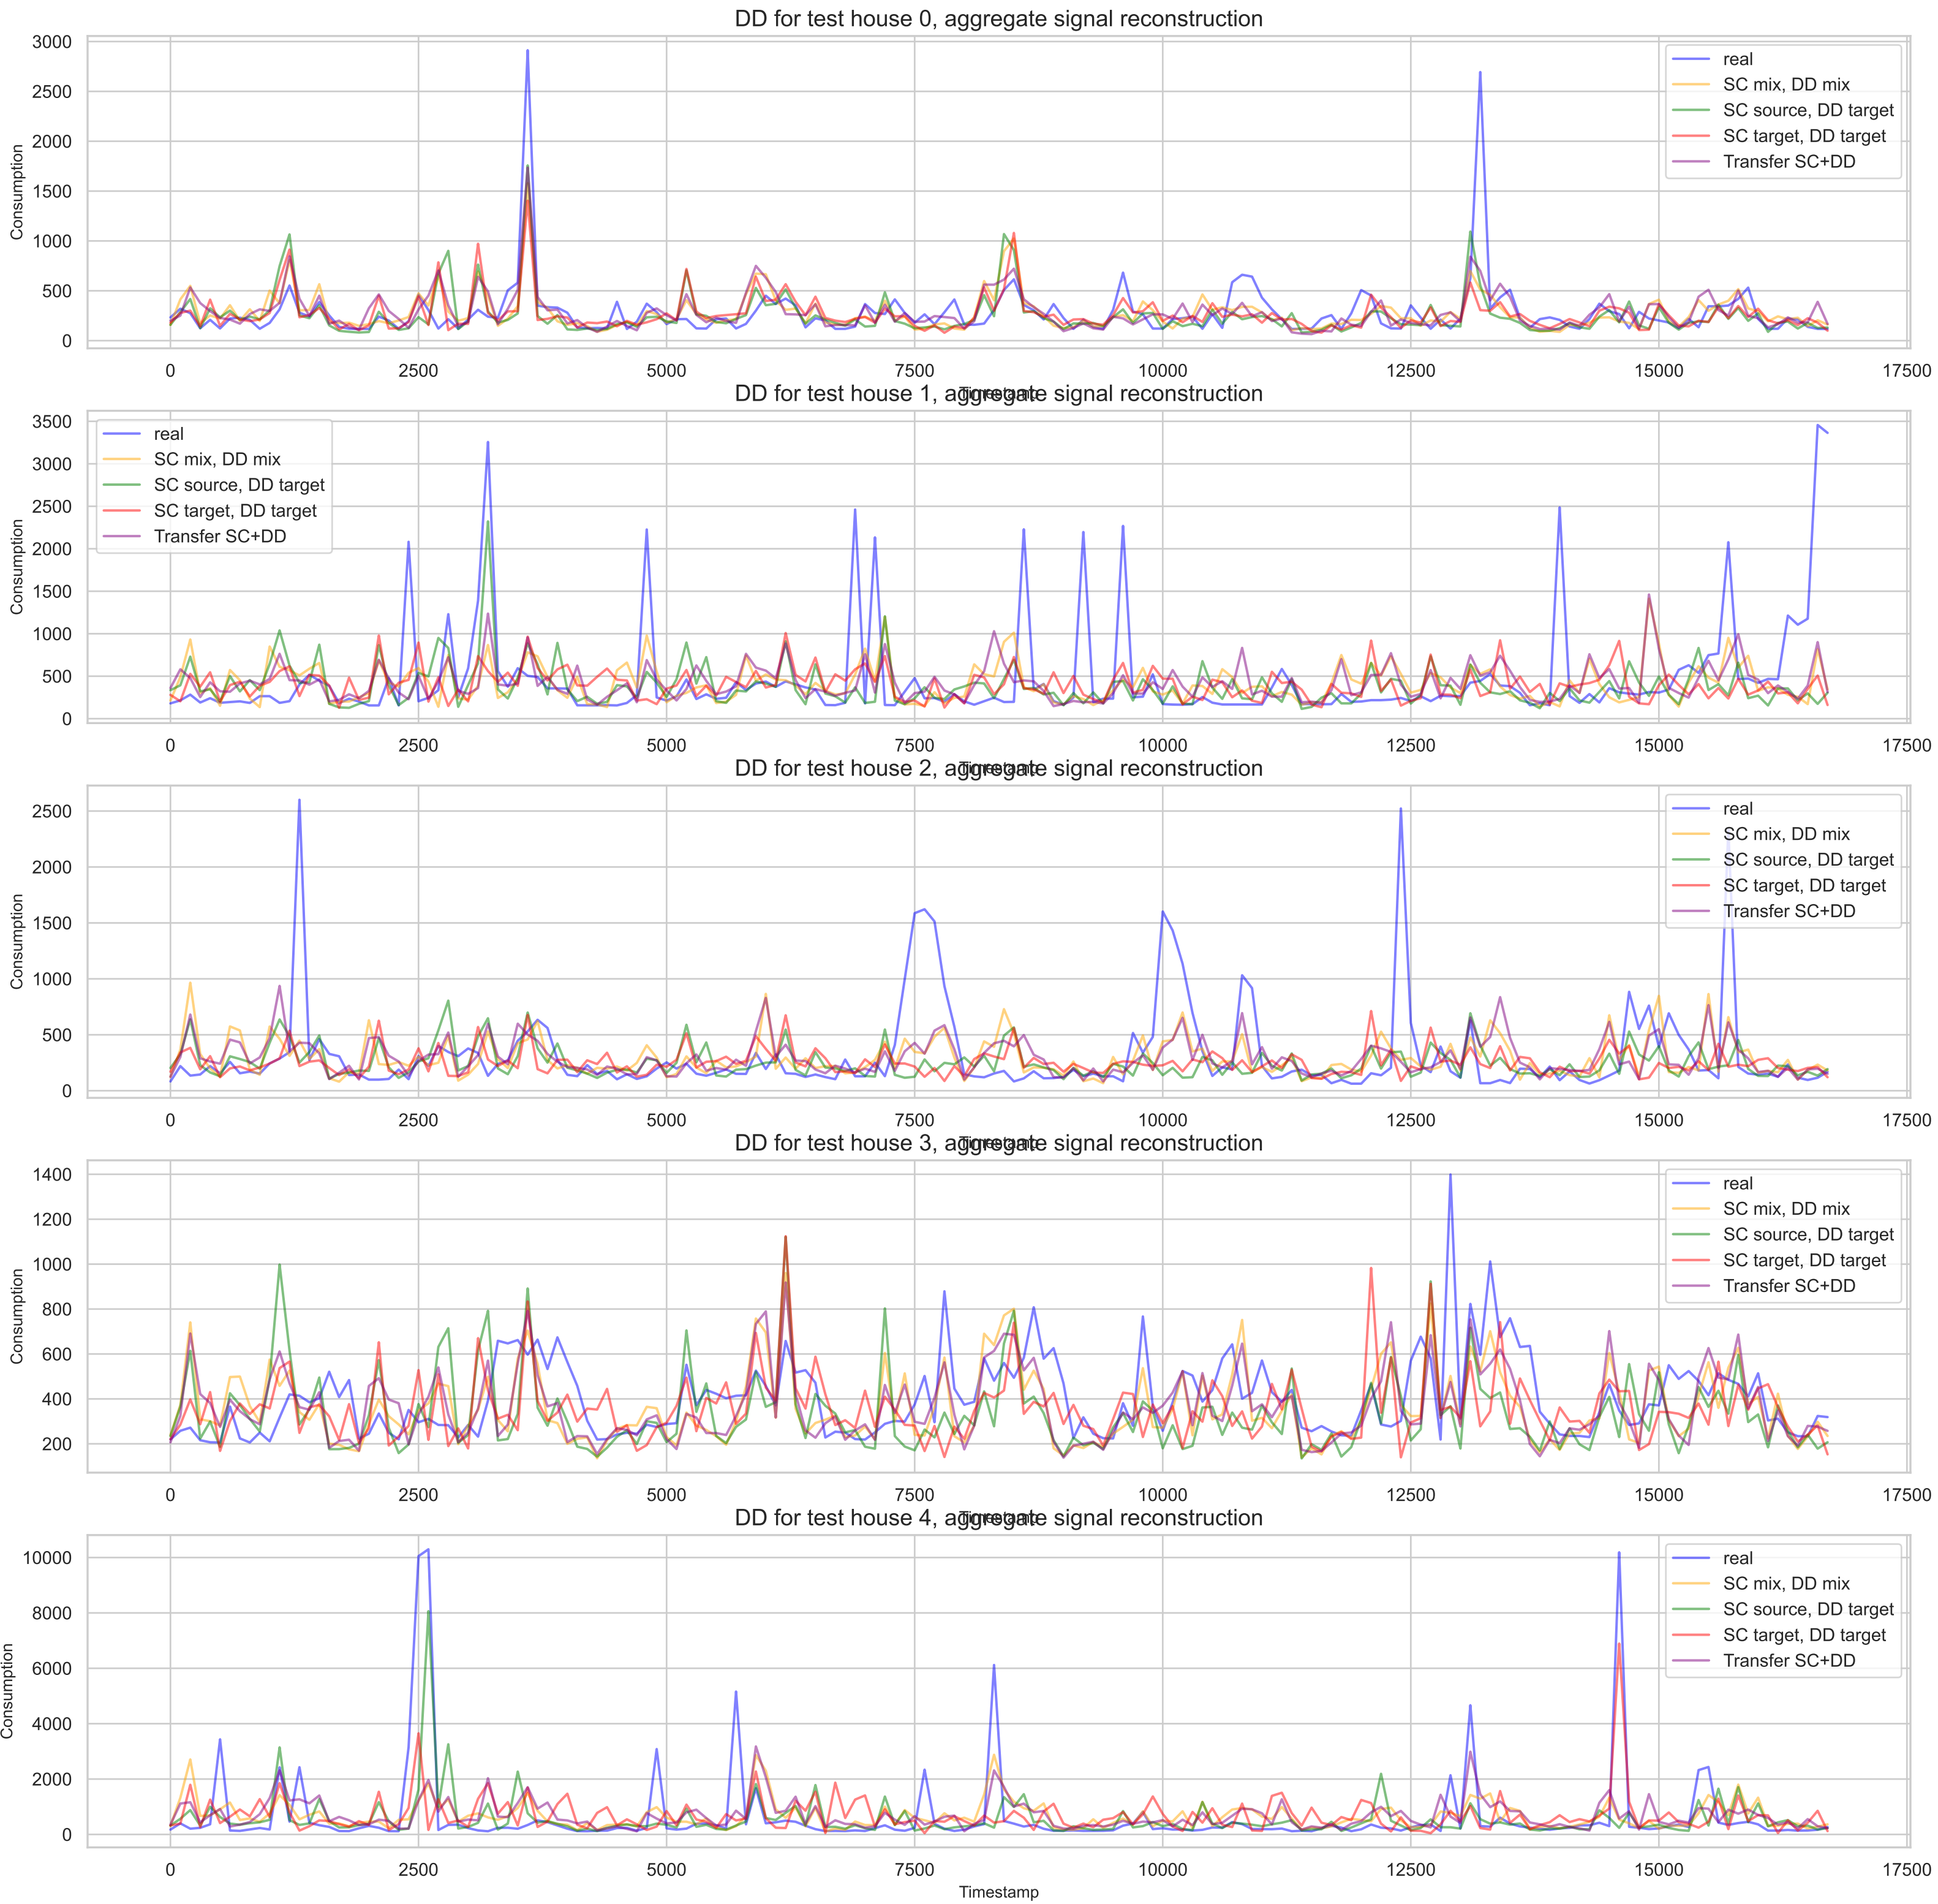 DD for test house 0, aggregate signal reconstruction
3000
2500
2000
1500
1000
500
0
Consumption
real
SC mix, DD mix
SC source, DD target
SC target, DD target
Transfer SC+DD
0 2500 5000 7500 10000 12500 15000 17500
Timestamp
DD for test house 1, aggregate signal reconstruction
3500
3000
2500
2000
1500
1000
500
0
Consumption
real
SC mix, DD mix
SC source, DD target
SC target, DD target
Transfer SC+DD
0 2500 5000 7500 10000 12500 15000 17500
Timestamp
DD for test house 2, aggregate signal reconstruction
2500
2000
1500
1000
500
0
Consumption
real
SC mix, DD mix
SC source, DD target
SC target, DD target
Transfer SC+DD
0 2500 5000 7500 10000 12500 15000 17500
Timestamp
DD for test house 3, aggregate signal reconstruction
1400
1200
1000
800
600
400
200
Consumption
real
SC mix, DD mix
SC source, DD target
SC target, DD target
Transfer SC+DD
0 2500 5000 7500 10000 12500 15000 17500
Timestamp
DD for test house 4, aggregate signal reconstruction
10000
8000
6000
4000
2000
0
Consumption
real
SC mix, DD mix
SC source, DD target
SC target, DD target
Transfer SC+DD
0 2500 5000 7500 10000 12500 15000 17500
Timestamp